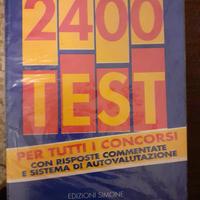 2400
TEST
PER TUTTI I CONCORSI
CON RISPOSTE COMMENTATE
E SISTEMA DI AUTOVALUTAZIONE
EDIZIONI SIMONE